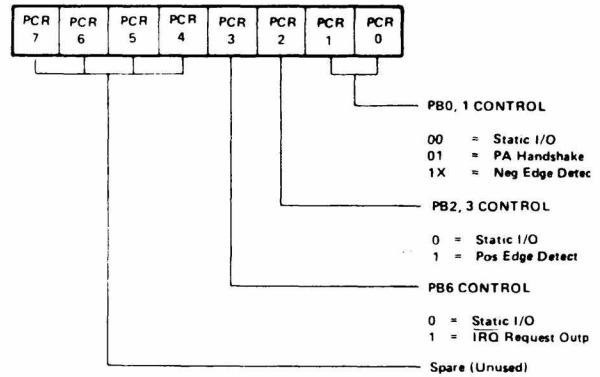 PCR 7 PCR 6 PCR 5 PCR 4 PCR 3 PCR 2 PCR 1 PCR 0
PB0, 1 CONTROL
00 = Static I/O
01 = PA Handshake
1X = Neg Edge Detec
PB2, 3 CONTROL
0 = Static I/O
1 = Pos Edge Detect
PB6 CONTROL
0 = Static I/O
1 = IRQ Request Outp
Spare (Unused)